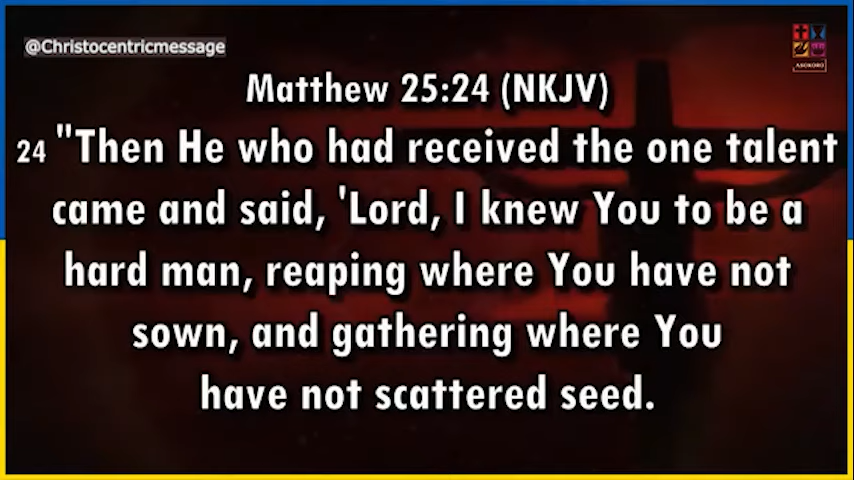 @Christocentricmessage
ASOKORO
Matthew 25:24 (NKJV)
24 "Then He who had received the one talent
came and said, 'Lord, I knew You to be a
hard man, reaping where You have not
sown, and gathering where You
have not scattered seed.